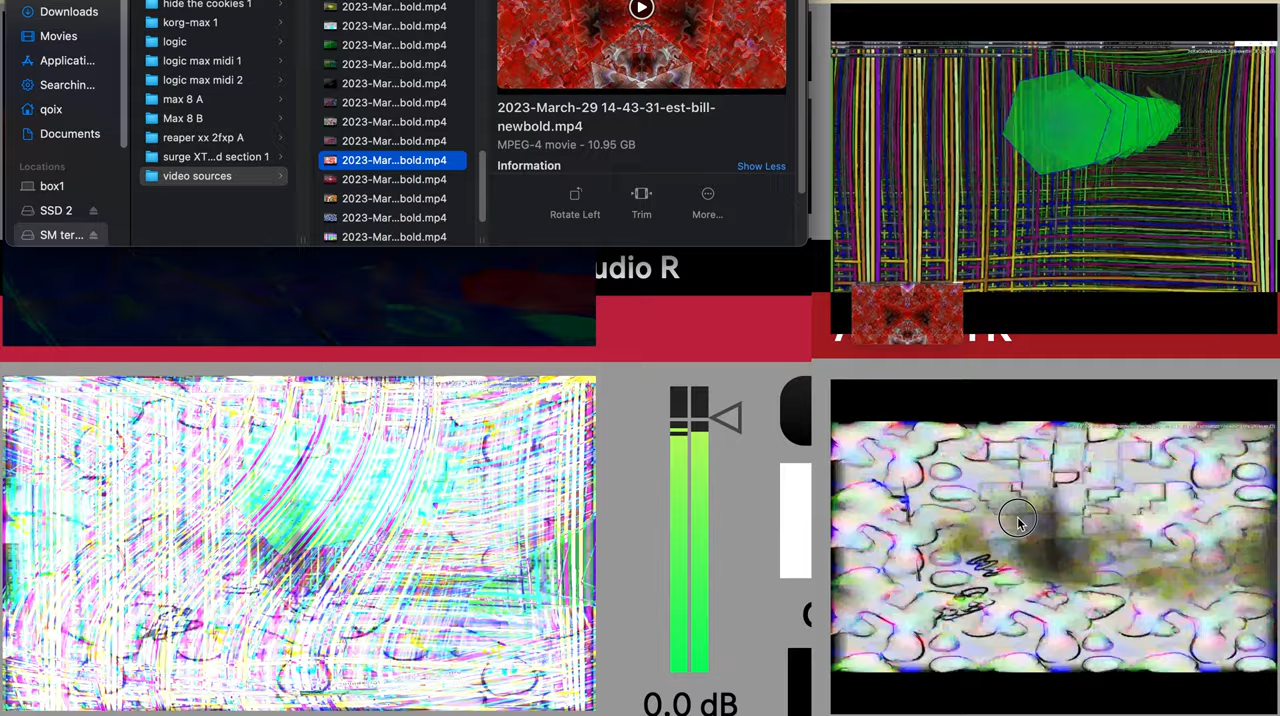 Downloads
Movies
Applicati...
Searchin...
qoix
Documents
Locations
box1
SSD 2
SM ter...
hide the cookies 1
korg-max 1
logic
logic max midi 1
logic max midi 2
max 8 A
Max 8 B
reaper xx 2fxp A
surge XT...d section 1
video sources
2023-Mar...bold.mp4
2023-Mar...bold.mp4
2023-Mar...bold.mp4
2023-Mar...bold.mp4
2023-Mar...bold.mp4
2023-Mar...bold.mp4
2023-Mar...bold.mp4
2023-Mar...bold.mp4
2023-Mar...bold.mp4
2023-Mar...bold.mp4
2023-Mar...bold.mp4
2023-Mar...bold.mp4
2023-Mar...bold.mp4
2023-March-29 14-43-31-est-bill-
newbold.mp4
MPEG-4 movie - 10.95 GB
Information
Show Less
Rotate Left
Trim
More...
udio R
0.0 dB